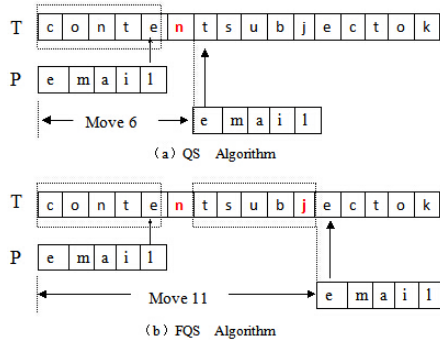 T c o n t e n t s u b j e c t o k
P e m a i l
Move 6 e m a i l
(a) QS Algorithm
T c o n t e n t s u b j e c t o k
P e m a i l
Move 11 e m a i l
(b) FQS Algorithm